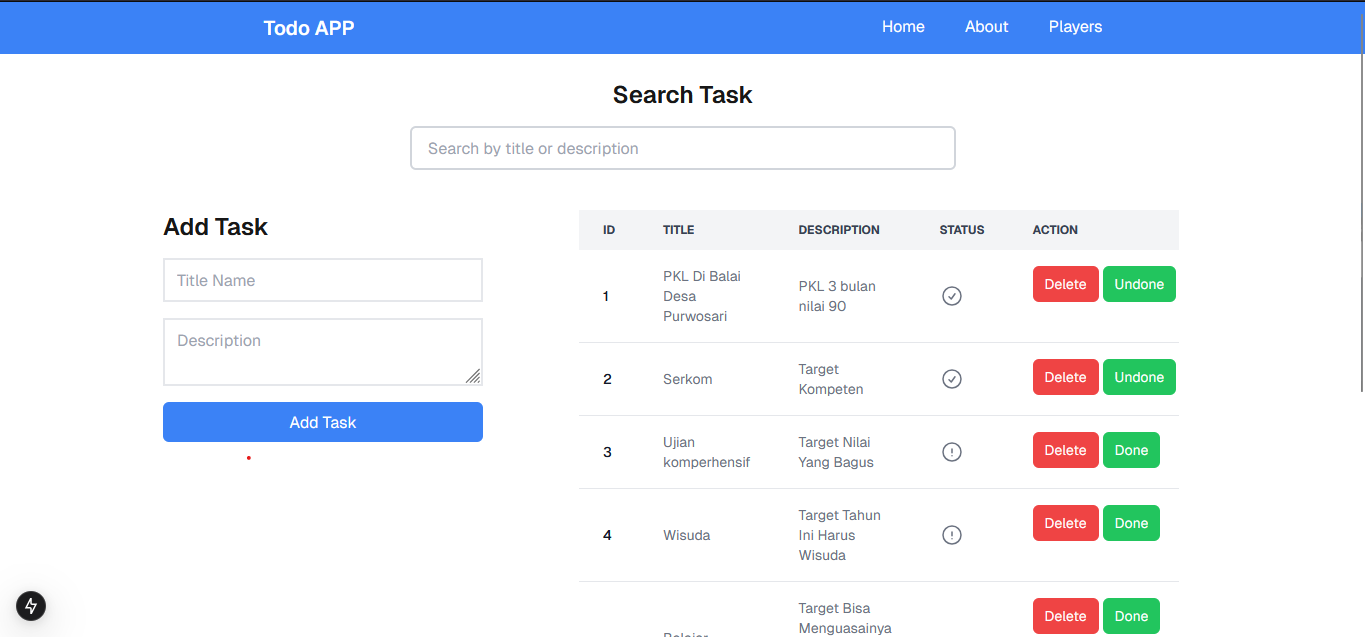 Todo APP
Home About Players
Search Task
Search by title or description
Add Task
Title Name
Description
Add Task
ID TITLE DESCRIPTION STATUS ACTION
1
PKL Di Balai
Desa
Purwosari
PKL 3 bulan
nilai 90
Delete Undone
2
Serkom
Target
Kompeten
Delete Undone
3
Ujian
komperhensif
Target Nilai
Yang Bagus
Delete Done
4
Wisuda
Target Tahun
Ini Harus
Wisuda
Delete Done
Target Bisa
Menguasainya
Delete Done